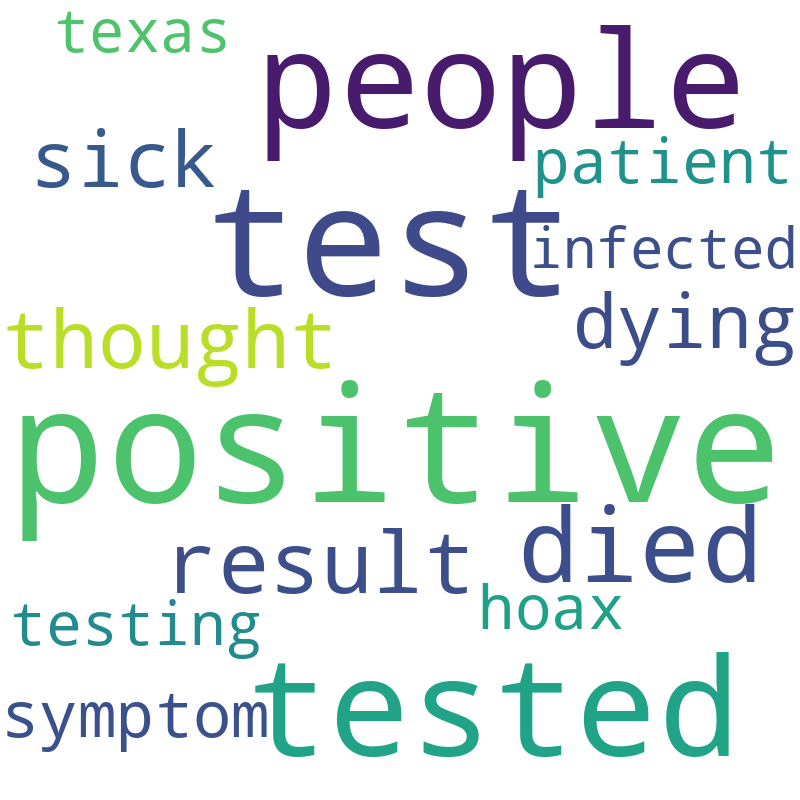 texas
people
sick
patient
test
infected
dying
thought
positive
died
result
hoax
testing
tested
symptom